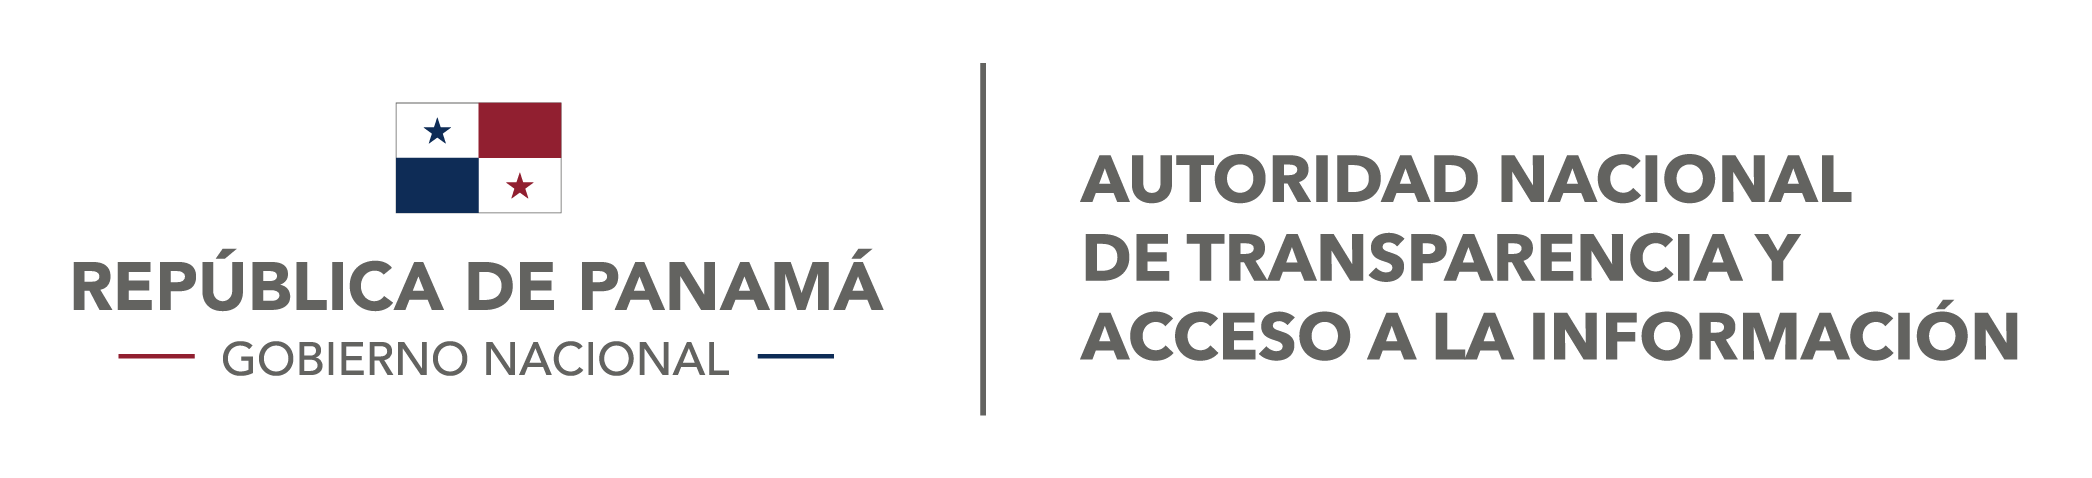 REPÚBLICA DE PANAMÁ
GOBIERNO NACIONAL
AUTORIDAD NACIONAL
DE TRANSPARENCIA Y
ACCESO A LA INFORMACIÓN